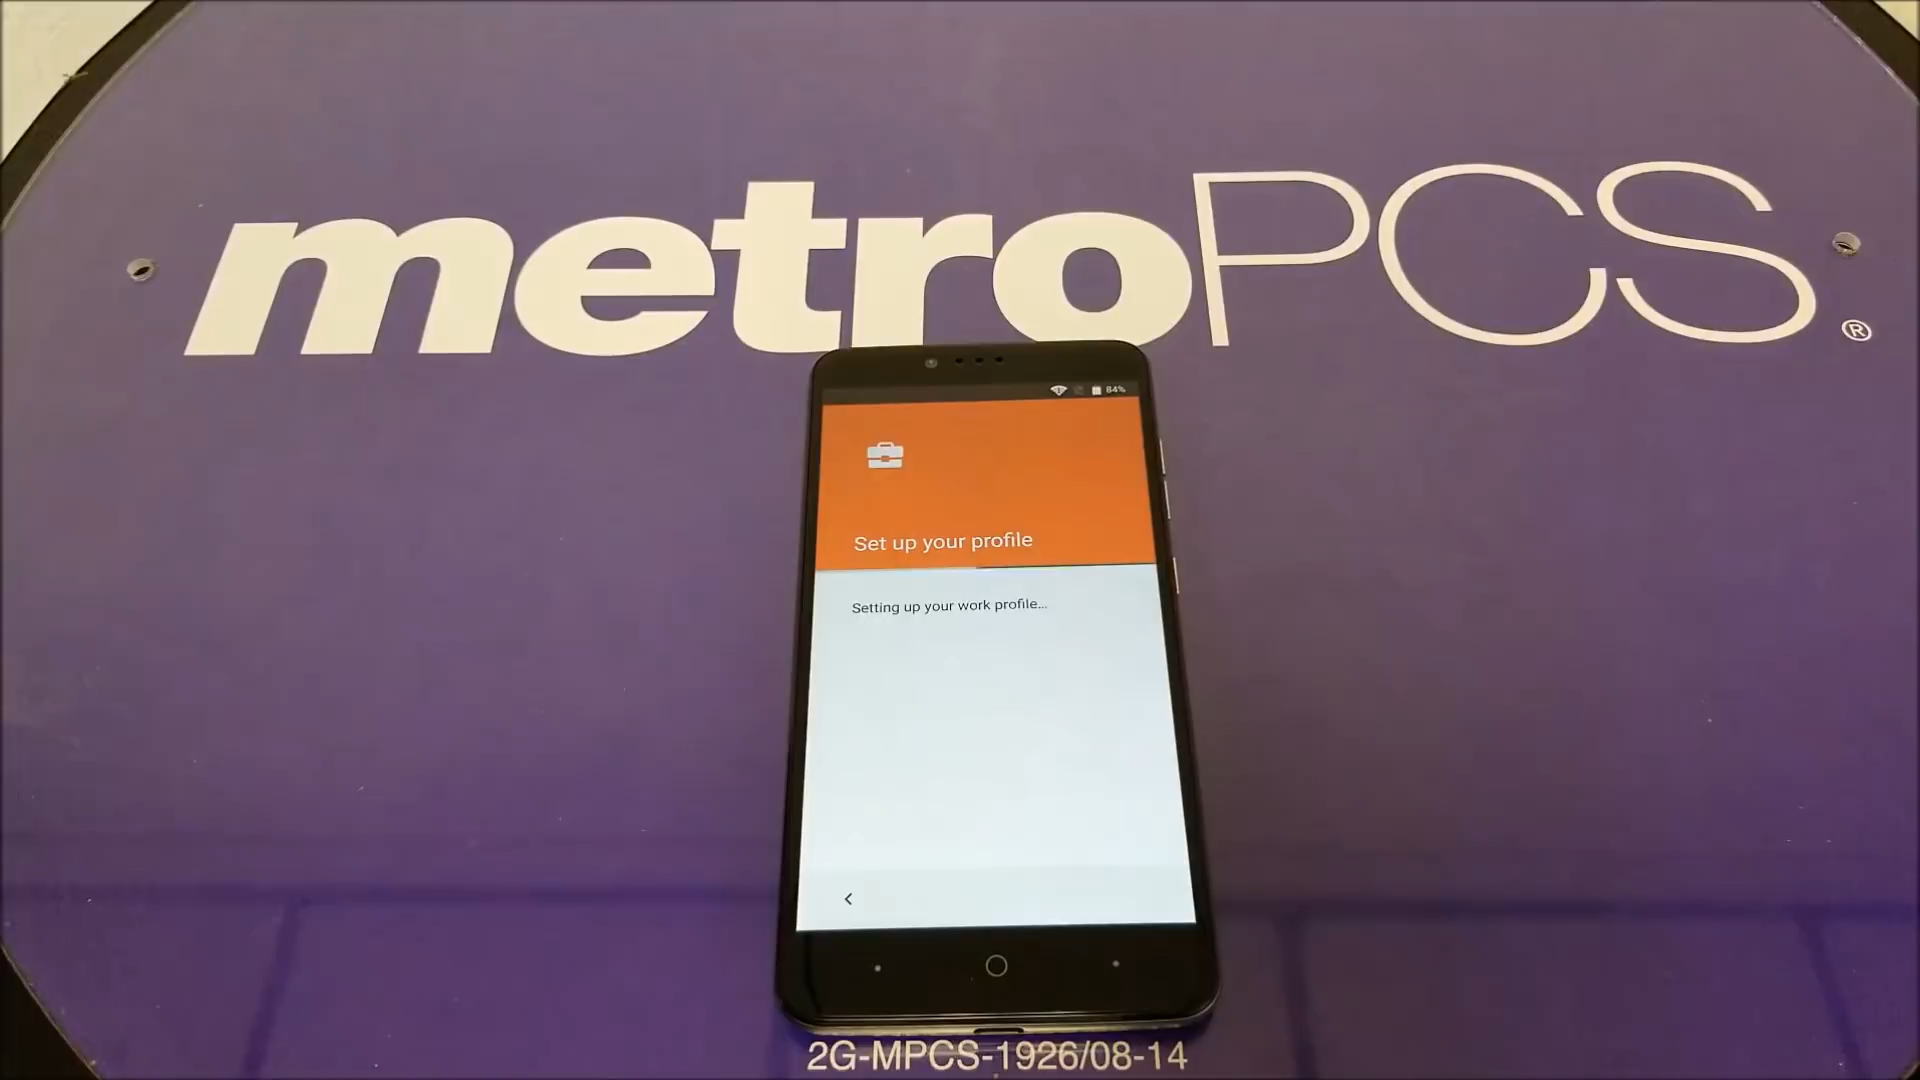 metroPCS.®
84%
Set up your profile
Setting up your work profile...
2G-MPCS-1926/08-14